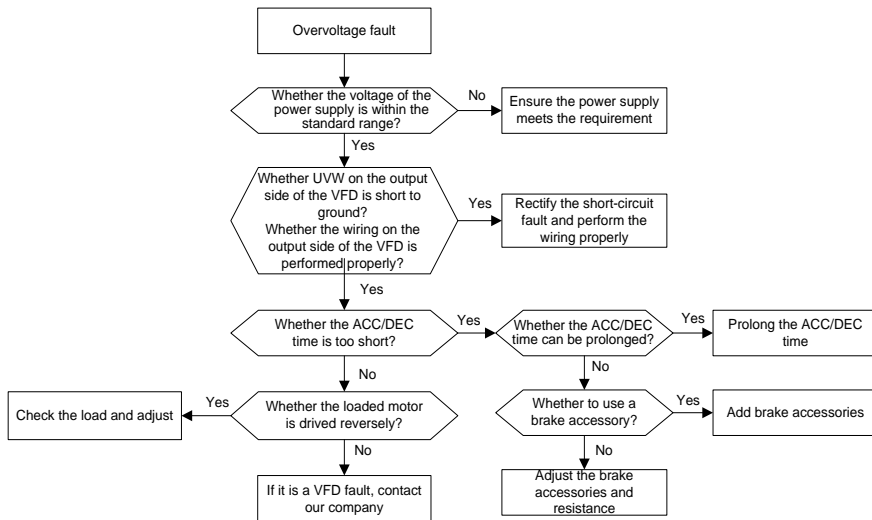 Overvoltage fault
Whether the voltage of the
power supply is within the
standard range?
No
Ensure the power supply
meets the requirement
Yes
Whether UVW on the output
side of the VFD is short to
ground?
Whether the wiring on the
output side of the VFD is
performed properly?
Yes
Rectify the short-circuit
fault and perform the
wiring properly
Yes
Whether the ACC/DEC
time is too short?
Yes
Whether the ACC/DEC
time can be prolonged?
Yes
Prolong the ACC/DEC
time
No
No
Check the load and adjust
Yes
Whether the loaded motor
is drived reversely?
Whether to use a
brake accessory?
Yes
Add brake accessories
No
No
If it is a VFD fault, contact
our company
Adjust the brake
accessories and
resistance